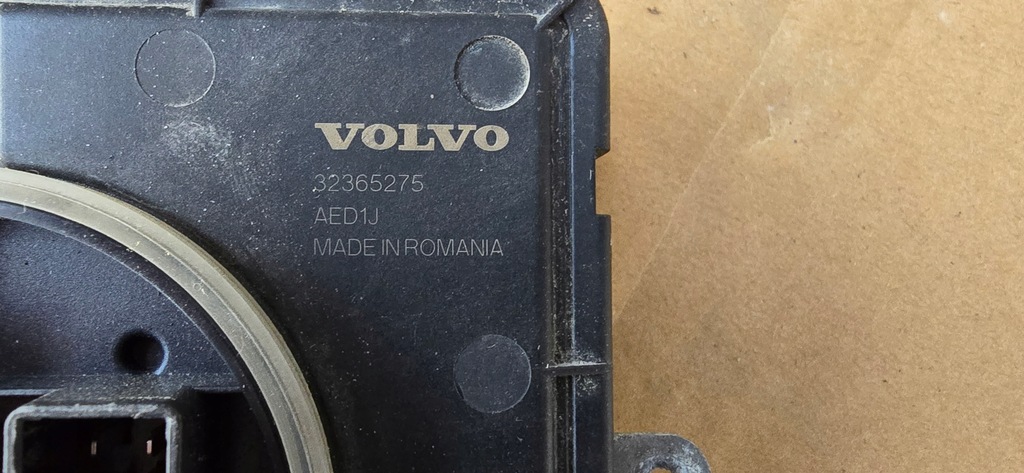 VOLVO
32365275
AED1J
MADE IN ROMANIA